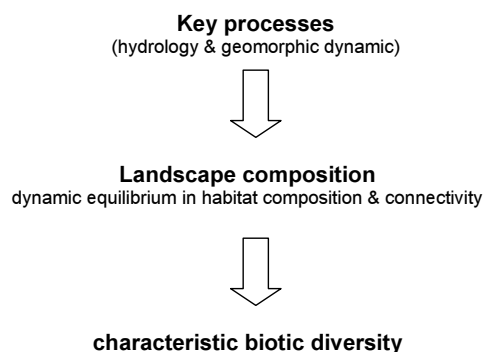 Key processes
(hydrology & geomorphic dynamic)
Landscape composition
dynamic equilibrium in habitat composition & connectivity
characteristic biotic diversity